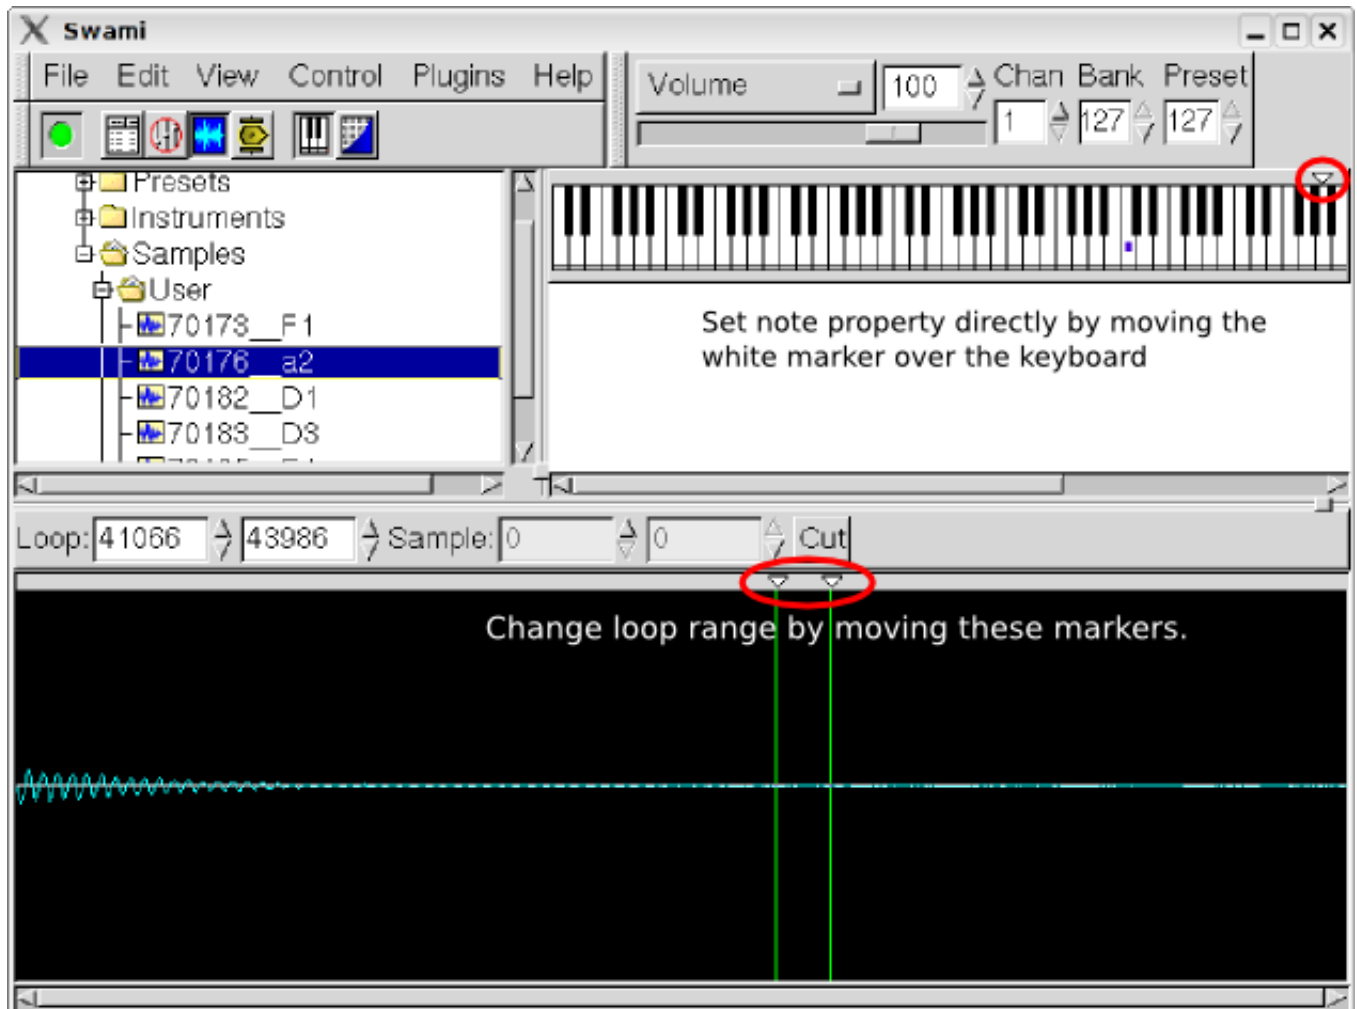 Swami
File Edit View Control Plugins Help
Volume 100 Chan Bank Preset
1 127 127
Presets
Instruments
Samples
User
70173__F1
70176__a2
70182__D1
70183__D3
Set note property directly by moving the
white marker over the keyboard
Loop: 41066 43986 Sample: 0 0 Cut
Change loop range by moving these markers.